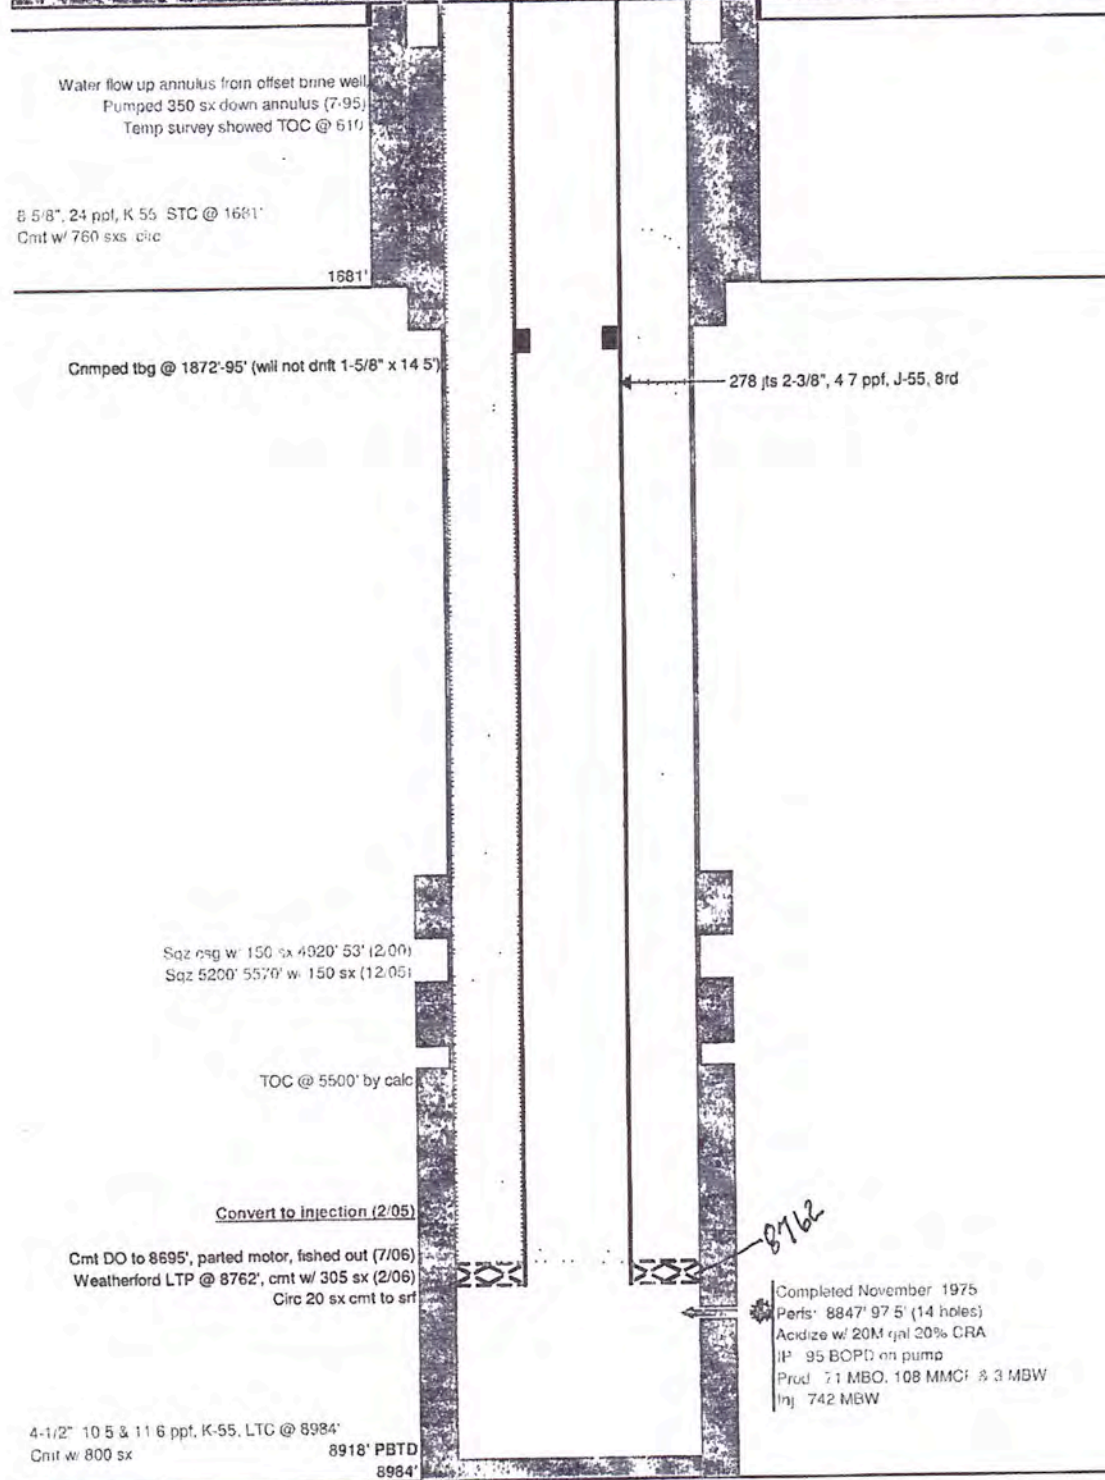 Water flow up annulus from offset brine well
Pumped 350 sx down annulus (7-95)
Temp survey showed TOC @ 610
8 5/8", 24 ppf, K 55 STC @ 1681'
Cmt w/ 760 sxs circ
1681'
Crimped tbg @ 1872'-95' (will not drift 1-5/8" x 14 5')
278 jts 2-3/8", 4 7 ppf, J-55, 8rd
Sqz csg w/ 150 sx 4920' 53' (2/00)
Sqz 5200' 5570' w/ 150 sx (12/05)
TOC @ 5500' by calc
Convert to injection (2/05)
8762
Cmt DO to 8695', parted motor, fished out (7/06)
Weatherford LTP @ 8762', cmt w/ 305 sx (2/06)
Circ 20 sx cmt to srf
Completed November 1975
Perfs: 8847' 97 5' (14 holes)
Acidize w/ 20M gal 20% CRA
IP 95 BOPD on pump
Prod 71 MBO, 108 MMCF & 3 MBW
Inj 742 MBW
4-1/2" 10 5 & 11 6 ppf, K-55, LTC @ 8984'
Cmt w/ 800 sx
8918' PBTD
8984'